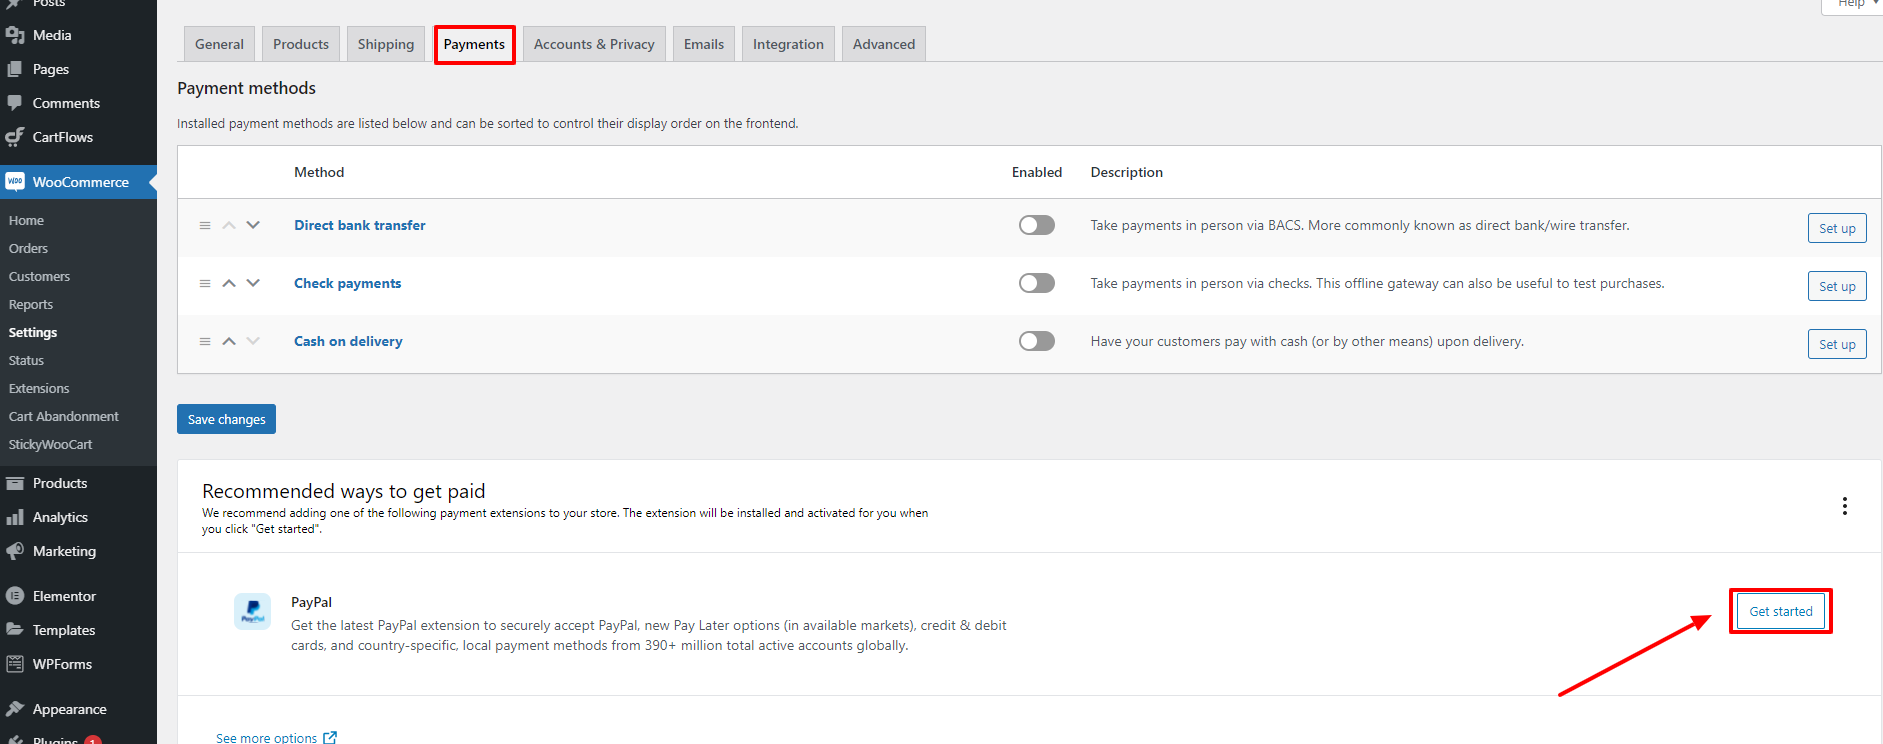 Posts
Media
Pages
Comments
CartFlows
WooCommerce
Home
Orders
Customers
Reports
Settings
Status
Extensions
Cart Abandonment
StickyWooCart
Products
Analytics
Marketing
Elementor
Templates
WPForms
Appearance
Plugins 1
Help
General Products Shipping Payments Accounts & Privacy Emails Integration Advanced
Payment methods
Installed payment methods are listed below and can be sorted to control their display order on the frontend.
Method Enabled Description
Direct bank transfer Take payments in person via BACS. More commonly known as direct bank/wire transfer. Set up
Check payments Take payments in person via checks. This offline gateway can also be useful to test purchases. Set up
Cash on delivery Have your customers pay with cash (or by other means) upon delivery. Set up
Save changes
Recommended ways to get paid
We recommend adding one of the following payment extensions to your store. The extension will be installed and activated for you when
you click "Get started".
PayPal
PayPal
Get the latest PayPal extension to securely accept PayPal, new Pay Later options (in available markets), credit & debit
cards, and country-specific, local payment methods from 390+ million total active accounts globally.
Get started
See more options